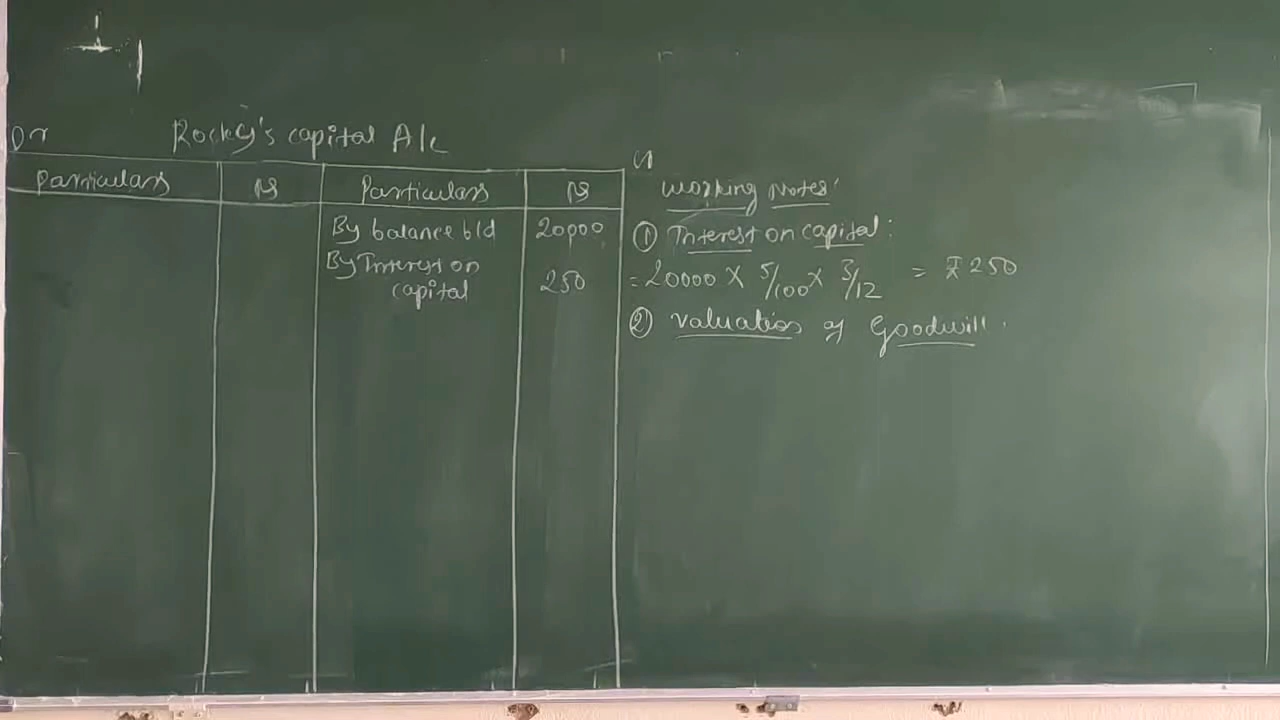 Dr Rocky's capital A/c Cr
Particulars Rs Particulars Rs
By balance b/d 20000
By Interest on
capital 250
Working Notes:
① Interest on capital:
= 20000 × 5/100 × 3/12 = ₹ 250
② Valuation of Goodwill.